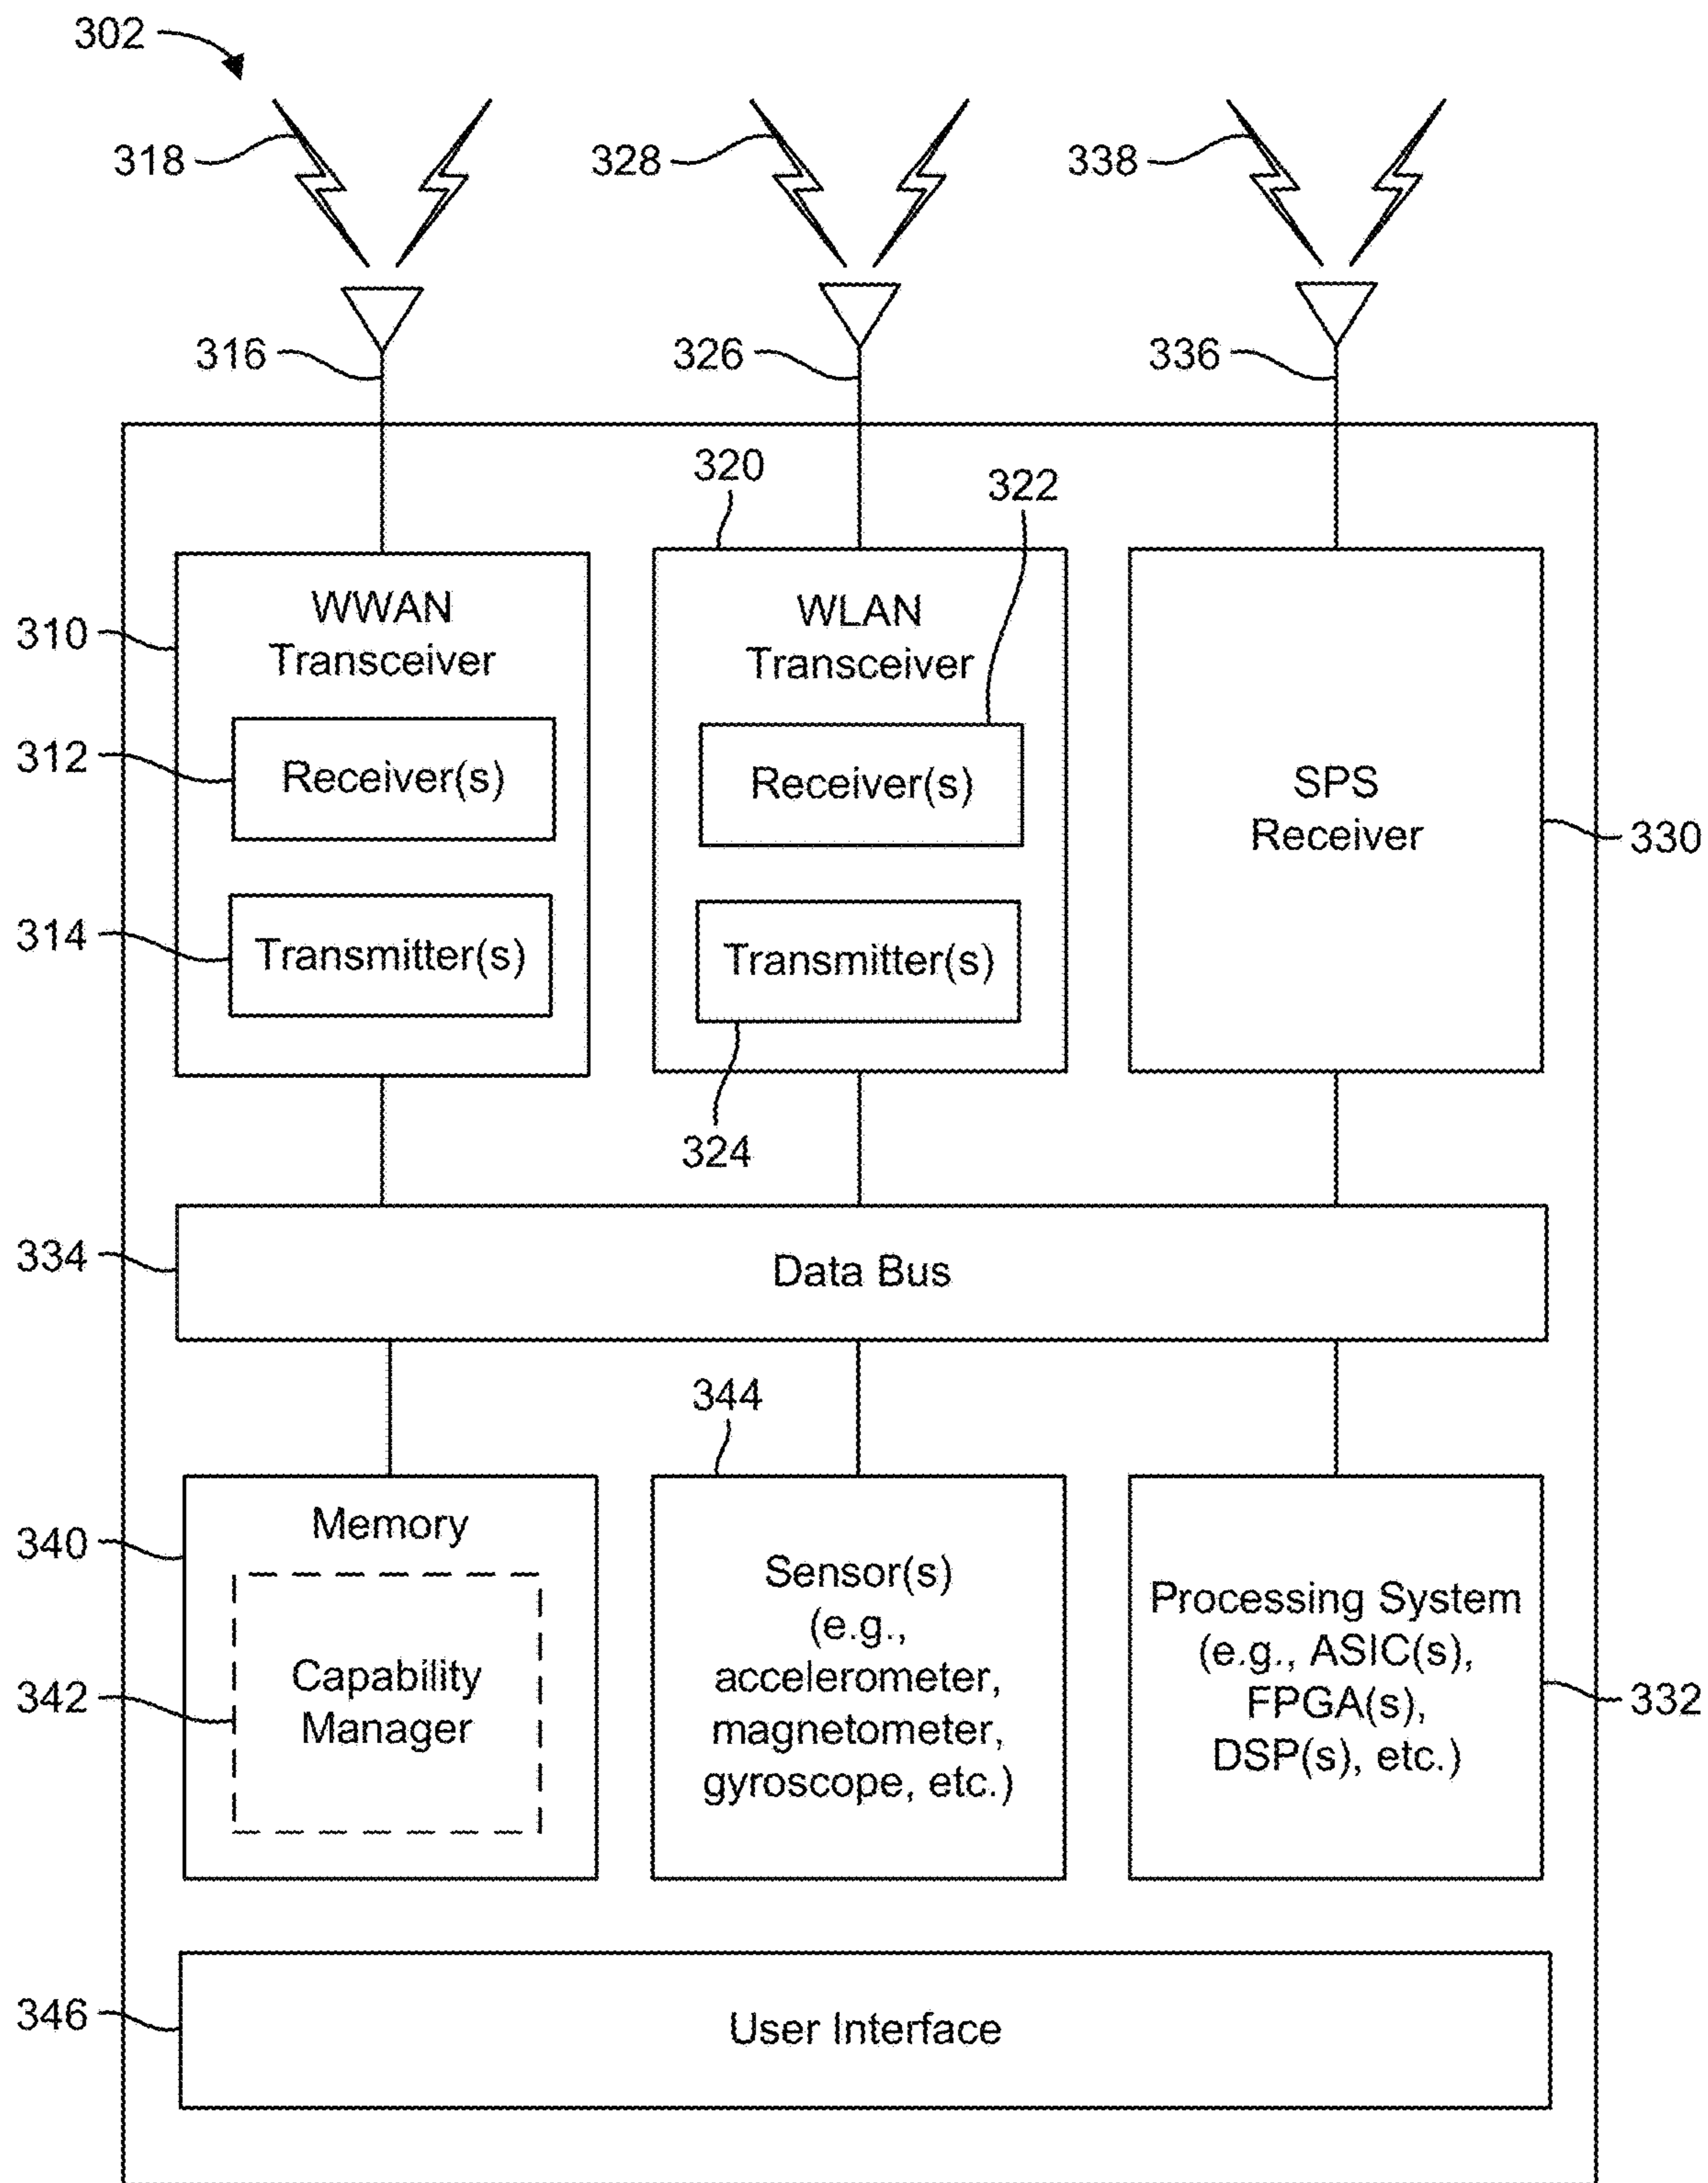 302
318
328
338
316
326
336
320
322
WWAN
Transceiver
310
WLAN
Transceiver
312
Receiver(s)
Receiver(s)
SPS
Receiver
330
314
Transmitter(s)
Transmitter(s)
324
334
Data Bus
344
340
Memory
342
Capability
Manager
Sensor(s)
(e.g.,
accelerometer,
magnetometer,
gyroscope, etc.)
Processing System
(e.g., ASIC(s),
FPGA(s),
DSP(s), etc.)
332
346
User Interface